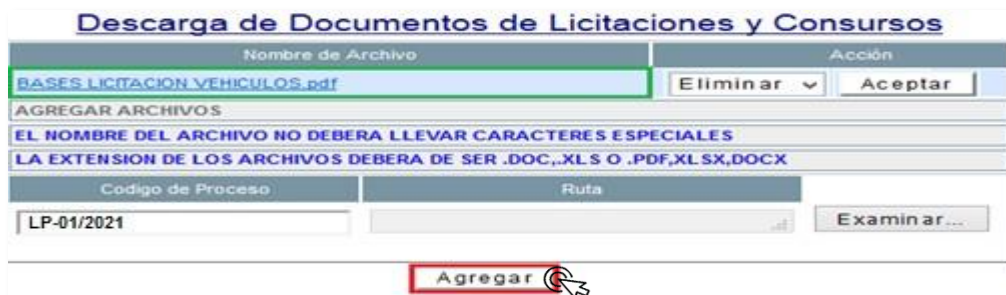 Descarga de Documentos de Licitaciones y Consursos
Nombre de Archivo Acción
BASES LICITACION VEHICULOS.pdf Eliminar Aceptar
AGREGAR ARCHIVOS
EL NOMBRE DEL ARCHIVO NO DEBERA LLEVAR CARACTERES ESPECIALES
LA EXTENSION DE LOS ARCHIVOS DEBERA DE SER .DOC,.XLS O .PDF,XLSX,DOCX
Codigo de Proceso Ruta
LP-01/2021 Examinar...
Agregar